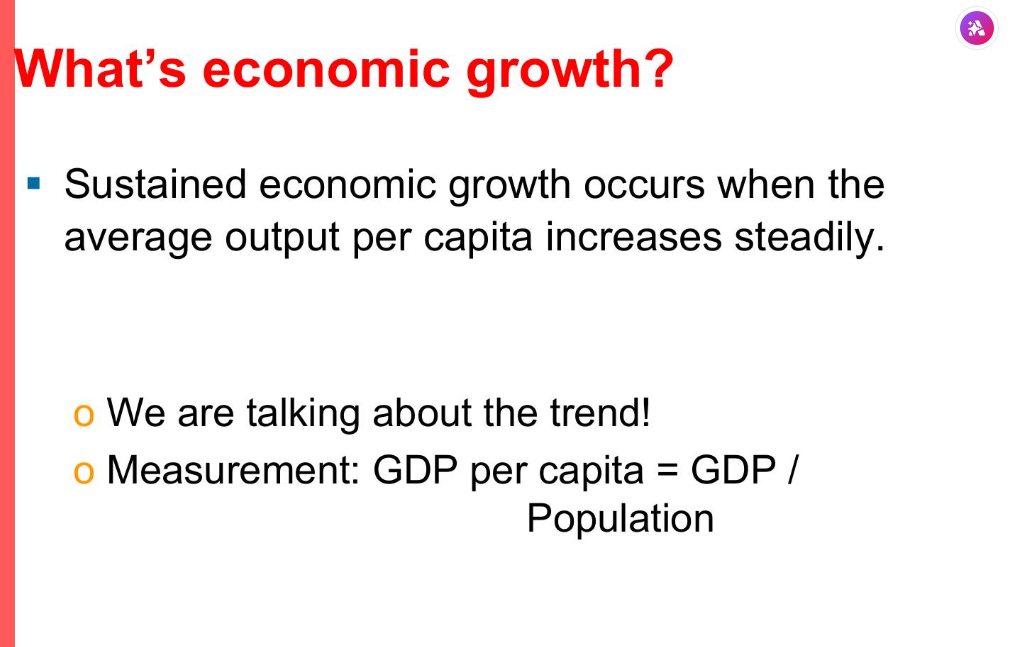 What’s economic growth?
▪ Sustained economic growth occurs when the
average output per capita increases steadily.
o We are talking about the trend!
o Measurement: GDP per capita = GDP /
Population